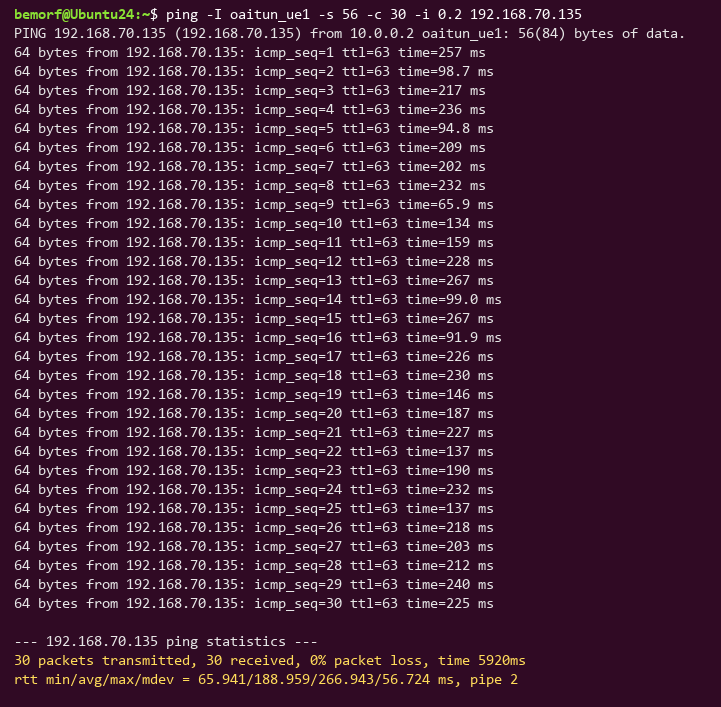 bemorf@Ubuntu24:~$ ping -I oaitun_ue1 -s 56 -c 30 -i 0.2 192.168.70.135
PING 192.168.70.135 (192.168.70.135) from 10.0.0.2 oaitun_ue1: 56(84) bytes of data.
64 bytes from 192.168.70.135: icmp_seq=1 ttl=63 time=257 ms
64 bytes from 192.168.70.135: icmp_seq=2 ttl=63 time=98.7 ms
64 bytes from 192.168.70.135: icmp_seq=3 ttl=63 time=217 ms
64 bytes from 192.168.70.135: icmp_seq=4 ttl=63 time=236 ms
64 bytes from 192.168.70.135: icmp_seq=5 ttl=63 time=94.8 ms
64 bytes from 192.168.70.135: icmp_seq=6 ttl=63 time=209 ms
64 bytes from 192.168.70.135: icmp_seq=7 ttl=63 time=202 ms
64 bytes from 192.168.70.135: icmp_seq=8 ttl=63 time=232 ms
64 bytes from 192.168.70.135: icmp_seq=9 ttl=63 time=65.9 ms
64 bytes from 192.168.70.135: icmp_seq=10 ttl=63 time=134 ms
64 bytes from 192.168.70.135: icmp_seq=11 ttl=63 time=159 ms
64 bytes from 192.168.70.135: icmp_seq=12 ttl=63 time=228 ms
64 bytes from 192.168.70.135: icmp_seq=13 ttl=63 time=267 ms
64 bytes from 192.168.70.135: icmp_seq=14 ttl=63 time=99.0 ms
64 bytes from 192.168.70.135: icmp_seq=15 ttl=63 time=267 ms
64 bytes from 192.168.70.135: icmp_seq=16 ttl=63 time=91.9 ms
64 bytes from 192.168.70.135: icmp_seq=17 ttl=63 time=226 ms
64 bytes from 192.168.70.135: icmp_seq=18 ttl=63 time=230 ms
64 bytes from 192.168.70.135: icmp_seq=19 ttl=63 time=146 ms
64 bytes from 192.168.70.135: icmp_seq=20 ttl=63 time=187 ms
64 bytes from 192.168.70.135: icmp_seq=21 ttl=63 time=227 ms
64 bytes from 192.168.70.135: icmp_seq=22 ttl=63 time=137 ms
64 bytes from 192.168.70.135: icmp_seq=23 ttl=63 time=190 ms
64 bytes from 192.168.70.135: icmp_seq=24 ttl=63 time=232 ms
64 bytes from 192.168.70.135: icmp_seq=25 ttl=63 time=137 ms
64 bytes from 192.168.70.135: icmp_seq=26 ttl=63 time=218 ms
64 bytes from 192.168.70.135: icmp_seq=27 ttl=63 time=203 ms
64 bytes from 192.168.70.135: icmp_seq=28 ttl=63 time=212 ms
64 bytes from 192.168.70.135: icmp_seq=29 ttl=63 time=240 ms
64 bytes from 192.168.70.135: icmp_seq=30 ttl=63 time=225 ms
--- 192.168.70.135 ping statistics ---
30 packets transmitted, 30 received, 0% packet loss, time 5920ms
rtt min/avg/max/mdev = 65.941/188.959/266.943/56.724 ms, pipe 2